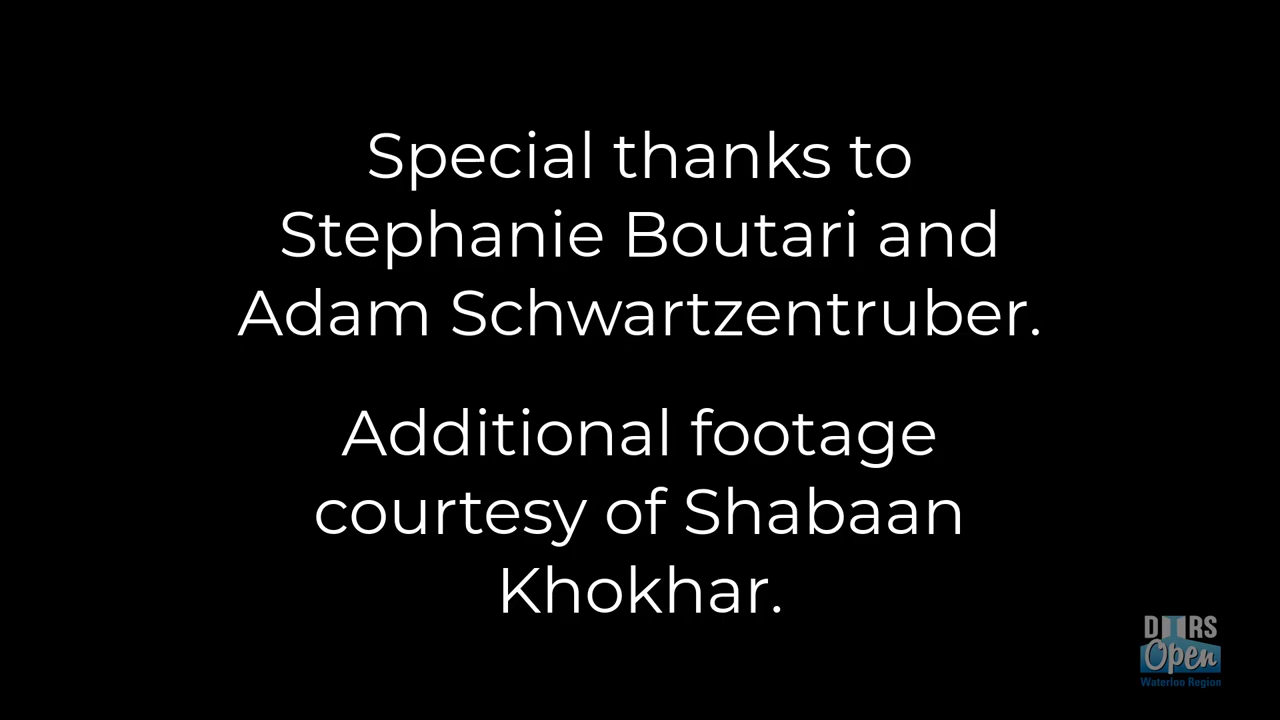 Special thanks to
Stephanie Boutari and
Adam Schwartzentruber.
Additional footage
courtesy of Shabaan
Khokhar.
DOORS
Open
Waterloo Region